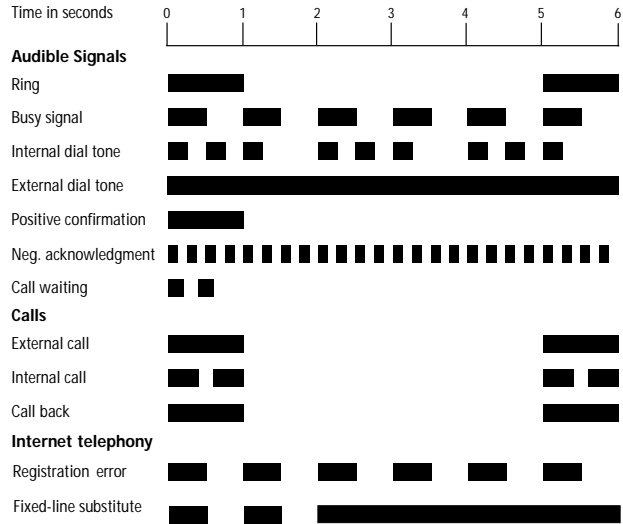 Time in seconds 0 1 2 3 4 5 6
Audible Signals
Ring
Busy signal
Internal dial tone
External dial tone
Positive confirmation
Neg. acknowledgment
Call waiting
Calls
External call
Internal call
Call back
Internet telephony
Registration error
Fixed-line substitute